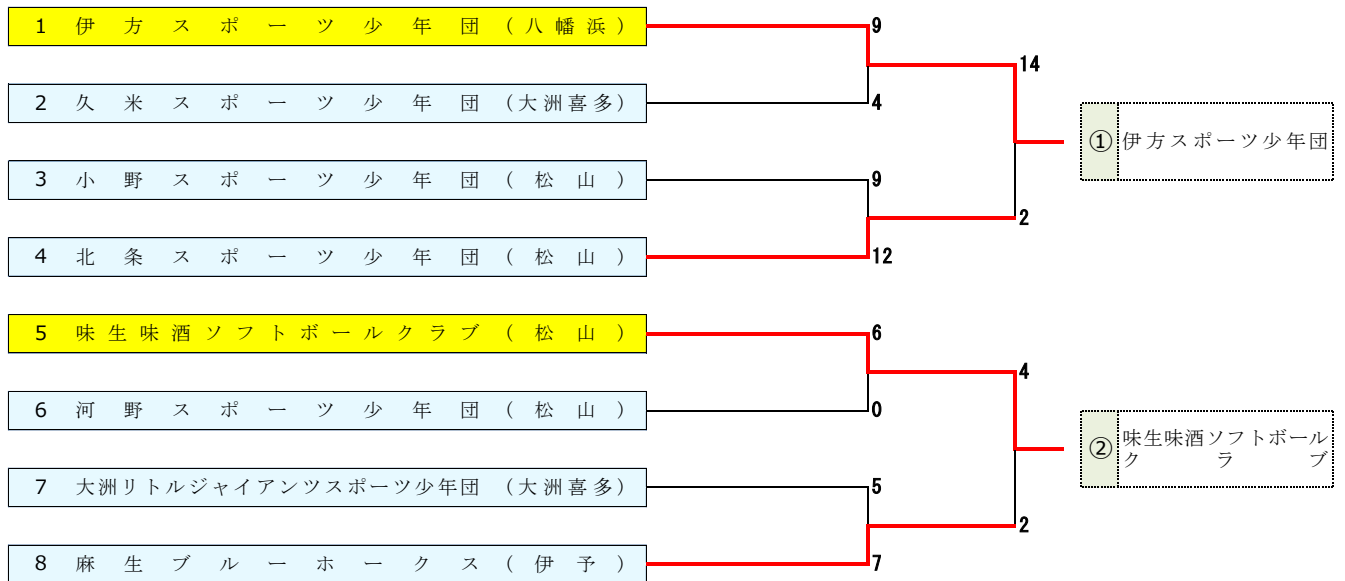 1 伊方スポーツ少年団(八幡浜)
9
14
2 久米スポーツ少年団(大洲喜多)
4
① 伊方スポーツ少年団
3 小野スポーツ少年団(松山)
9
2
4 北条スポーツ少年団(松山)
12
5 味生味酒ソフトボールクラブ(松山)
6
4
6 河野スポーツ少年団(松山)
0
② 味生味酒ソフトボール
クラブ
7 大洲リトルジャイアンツスポーツ少年団(大洲喜多)
5
2
8 麻生ブルーホークス(伊予)
7